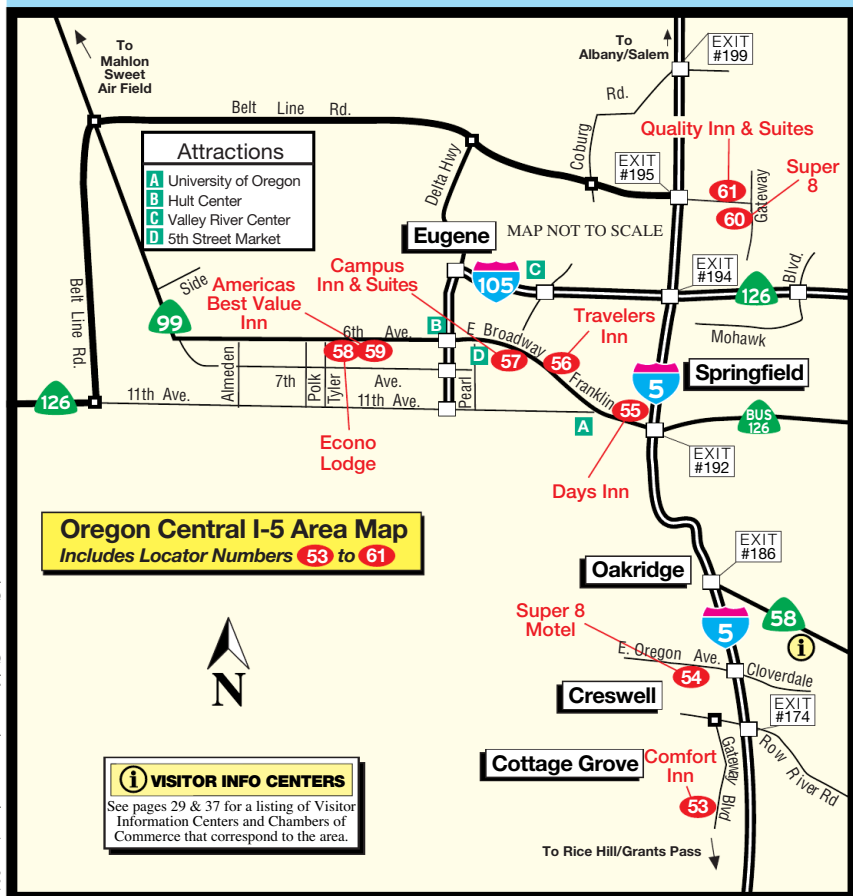 To
Mahlon
Sweet
Air Field
To
Albany/Salem
EXIT
#199
Belt Line Rd.
Coburg Rd.
Quality Inn & Suites
Super
8
Attractions
A University of Oregon
B Hult Center
C Valley River Center
D 5th Street Market
Delta Hwy
EXIT
#195
61
60
Gateway
Eugene
MAP NOT TO SCALE
C
105
EXIT
#194
126
Blvd.
Mohawk
Side
Americas
Best Value
Inn
Campus
Inn & Suites
Travelers
Inn
99
Belt Line Rd.
6th Ave.
B
E Broadway
58
59
D
57
56
Franklin
5
Springfield
Almeden
7th Ave.
Polk
Tyler
Pearl
126
11th Ave.
11th Ave.
55
A
BUS
126
EXIT
#192
Econo
Lodge
Days Inn
Oregon Central I-5 Area Map
Includes Locator Numbers 53 to 61
EXIT
#186
Oakridge
58
i
5
Super 8
Motel
E. Oregon Ave.
Cloverdale
54
N
Creswell
EXIT
#174
Cottage Grove
Comfort
Inn
53
Gateway Blvd
Row River Rd
i VISITOR INFO CENTERS
See pages 29 & 37 for a listing of Visitor
Information Centers and Chambers of
Commerce that correspond to the area.
To Rice Hill/Grants Pass